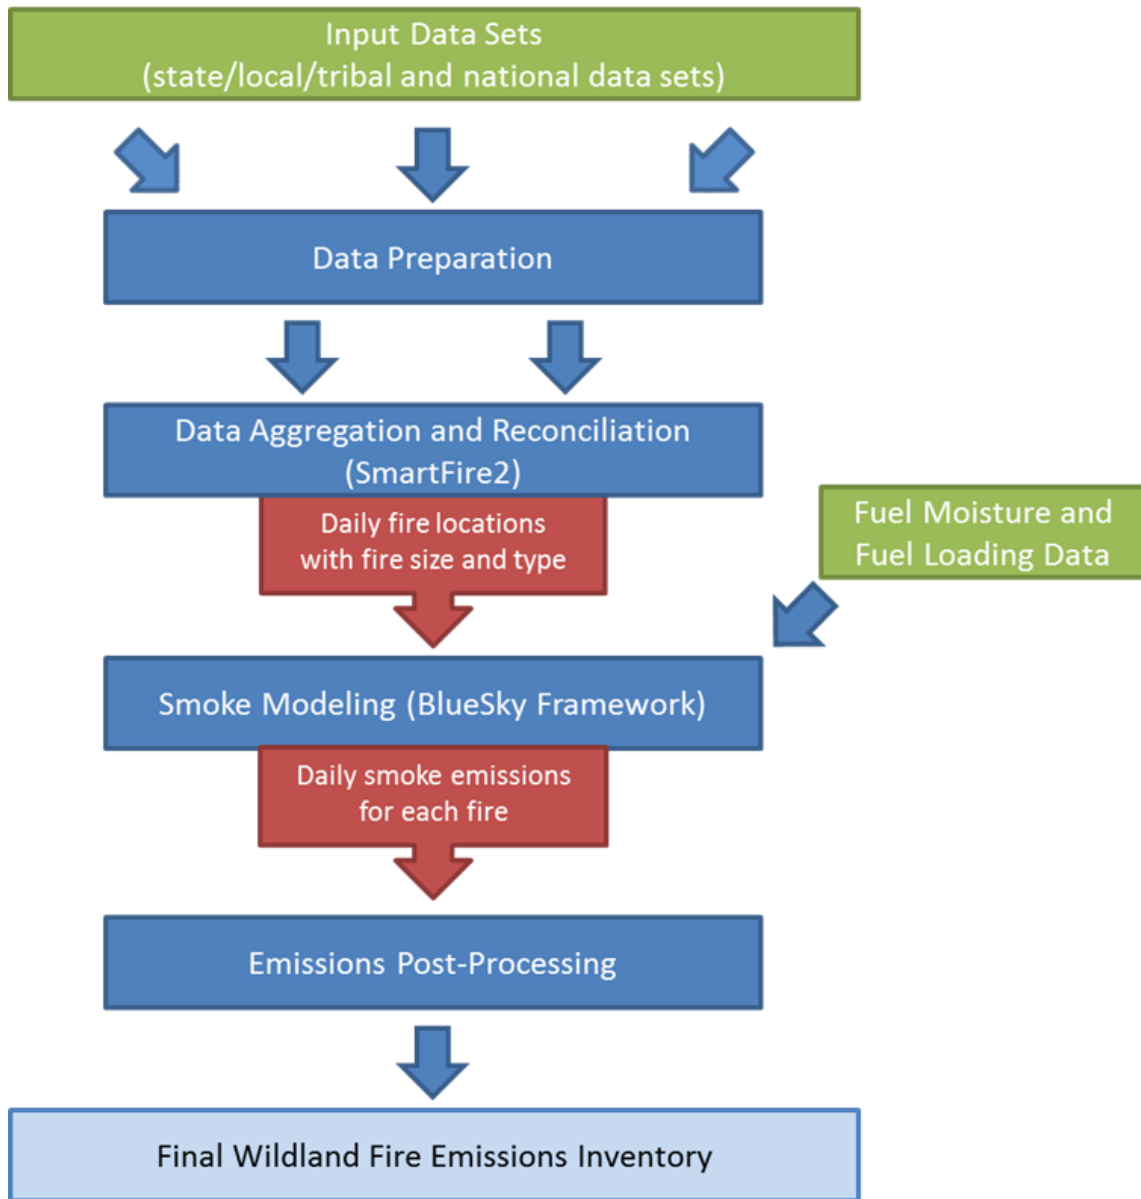 Input Data Sets
(state/local/tribal and national data sets)
Data Preparation
Data Aggregation and Reconciliation
(SmartFire2)
Daily fire locations
with fire size and type
Fuel Moisture and
Fuel Loading Data
Smoke Modeling (BlueSky Framework)
Daily smoke emissions
for each fire
Emissions Post-Processing
Final Wildland Fire Emissions Inventory